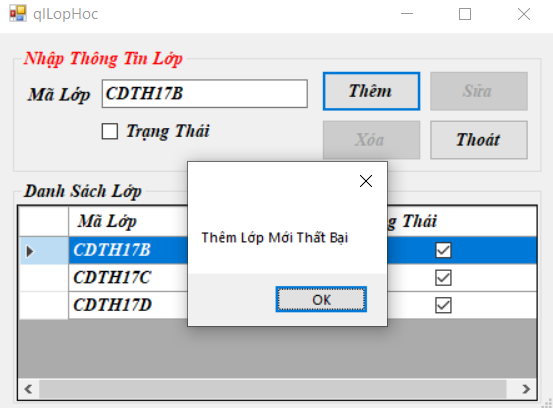 qlLopHoc
Nhập Thông Tin Lớp
Mã Lớp CDTH17B Thêm Sửa
Trạng Thái Xóa Thoát
Danh Sách Lớp
Mã Lớp g Thái
CDTH17B
CDTH17C
CDTH17D
Thêm Lớp Mới Thất Bại
OK